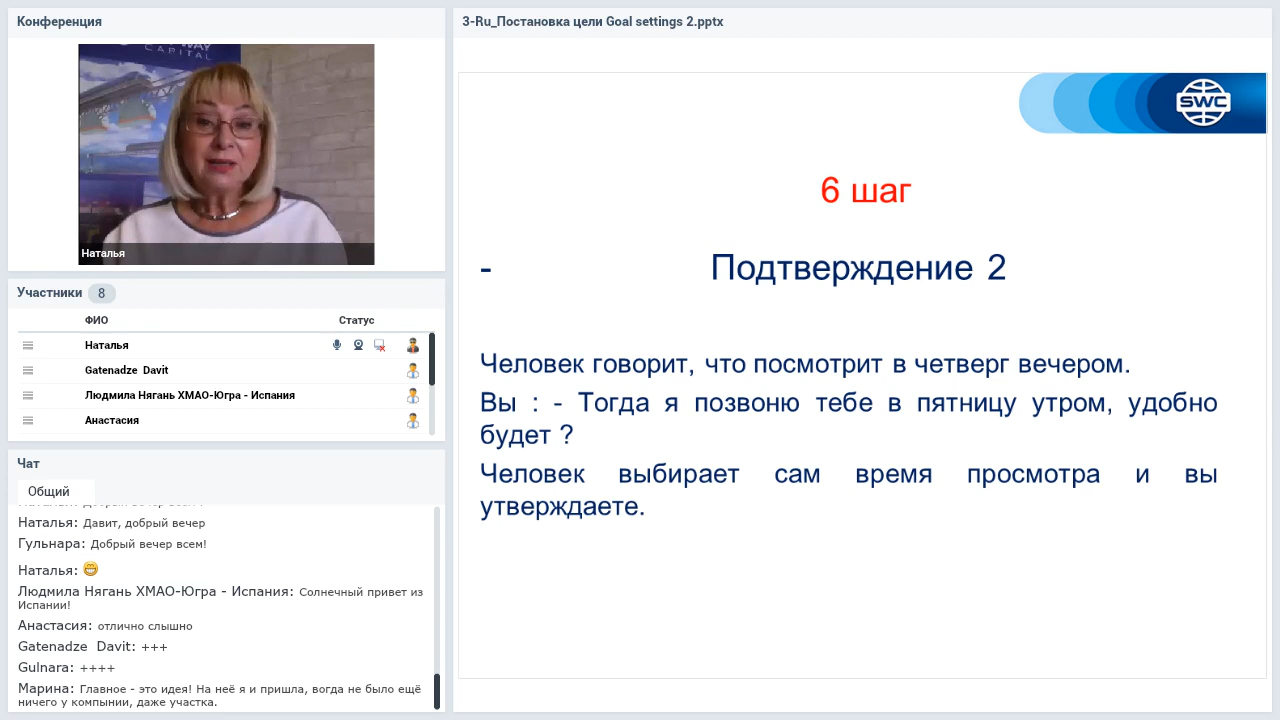 Конференция
CAPITAL
Наталья
Участники 8
ФИО Статус
Наталья
Gatenadze Davit
Людмила Нягань ХМАО-Югра - Испания
Анастасия
Чат
Общий
Наталья: Давит, добрый вечер
Гульнара: Добрый вечер всем!
Наталья:
Людмила Нягань ХМАО-Югра - Испания: Солнечный привет из
Испании!
Анастасия: отлично слышно
Gatenadze Davit: +++
Gulnara: ++++
Марина: Главное - это идея! На неё я и пришла, вогда не было ещё
ничего у компынии, даже участка.
3-Ru_Постановка цели Goal settings 2.pptx
SWC
6 шаг
- Подтверждение 2
Человек говорит, что посмотрит в четверг вечером.
Вы : - Тогда я позвоню тебе в пятницу утром, удобно
будет ?
Человек выбирает сам время просмотра и вы
утверждаете.